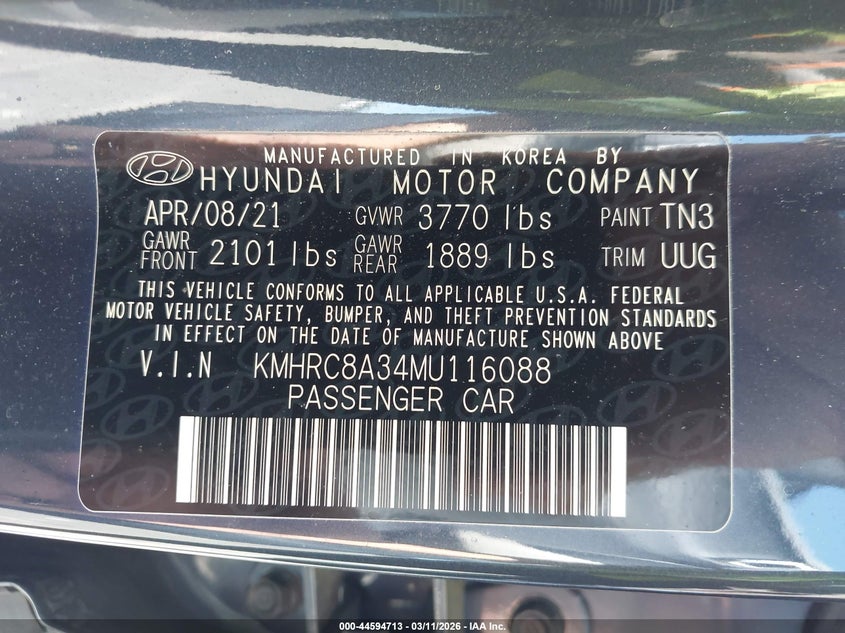 MANUFACTURED IN KOREA BY
HYUNDAI MOTOR COMPANY
APR/08/21 GVWR 3770 lbs PAINT TN3
GAWR FRONT 2101 lbs GAWR REAR 1889 lbs TRIM UUG
THIS VEHICLE CONFORMS TO ALL APPLICABLE U.S.A. FEDERAL
MOTOR VEHICLE SAFETY, BUMPER, AND THEFT PREVENTION STANDARDS
IN EFFECT ON THE DATE OF MANUFACTURE SHOWN ABOVE
V.I.N KMHRC8A34MU116088
PASSENGER CAR
000-44594713 - 03/11/2026 - IAA Inc.